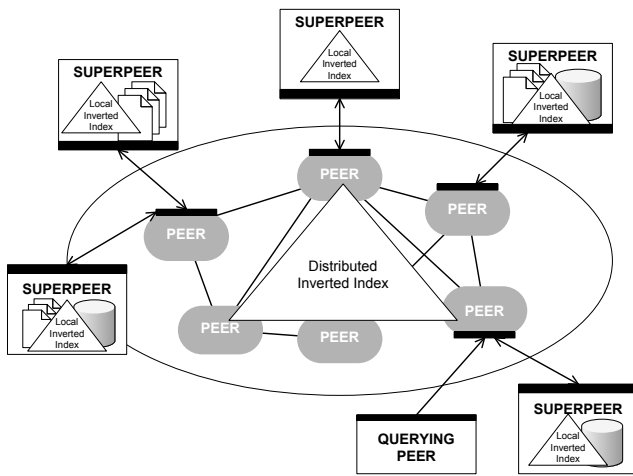 SUPERPEER
Local
Inverted
Index
SUPERPEER
Local
Inverted
Index
SUPERPEER
Local
Inverted
Index
PEER
PEER
PEER
Distributed
Inverted Index
SUPERPEER
Local
Inverted
Index
PEER
PEER
PEER
QUERYING
PEER
SUPERPEER
Local
Inverted
Index